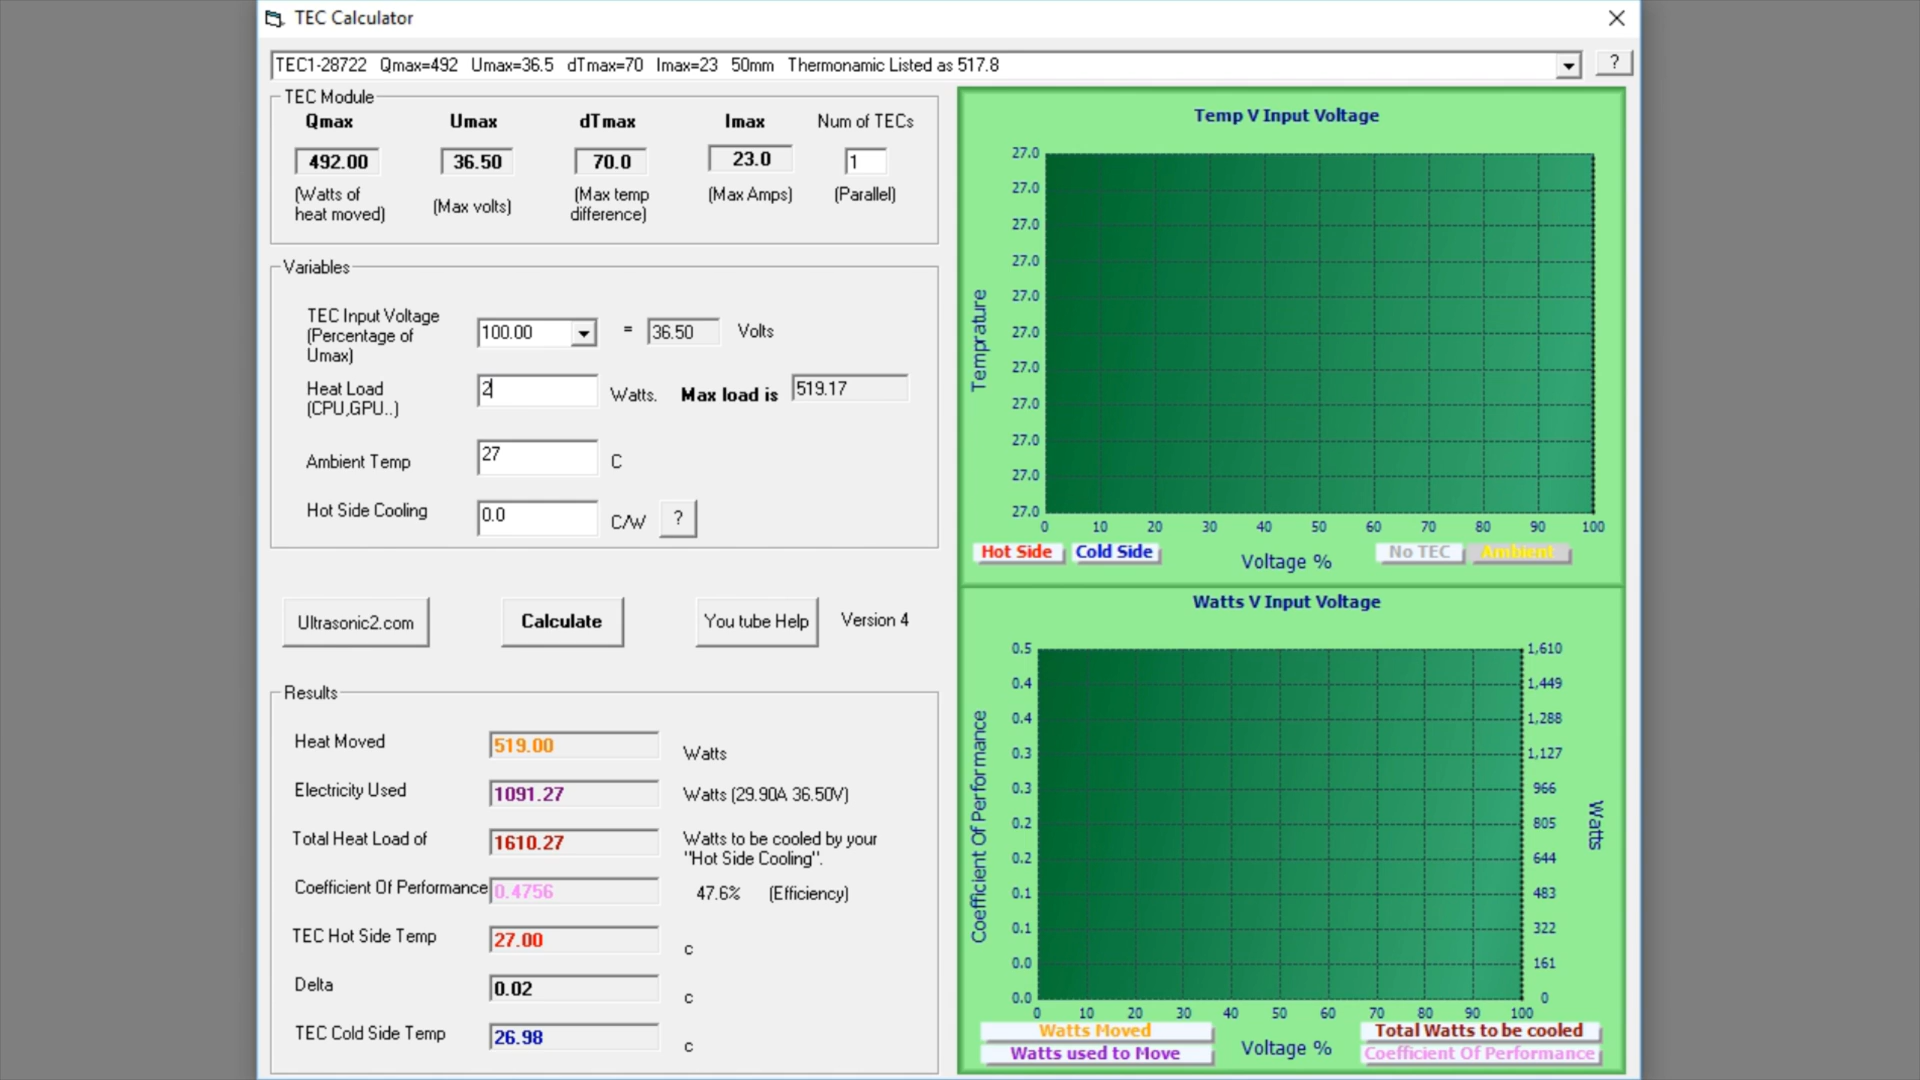 TEC Calculator
TEC1-28722 Qmax=492 Umax=36.5 dTmax=70 Imax=23 50mm Thermonamic Listed as 517.8
?
TEC Module
Qmax Umax dTmax Imax Num of TECs
492.00 36.50 70.0 23.0 1
(Watts of
heat moved)
(Max volts)
(Max temp
difference)
(Max Amps)
(Parallel)
Variables
TEC Input Voltage
(Percentage of
Umax)
100.00 = 36.50 Volts
Heat Load
(CPU,GPU..)
2 Watts. Max load is 519.17
Ambient Temp 27 C
Hot Side Cooling 0.0 C/W ?
Ultrasonic2.com
Calculate
You tube Help
Version 4
Results
Heat Moved 519.00 Watts
Electricity Used 1091.27 Watts (29.90A 36.50V)
Total Heat Load of 1610.27 Watts to be cooled by your
"Hot Side Cooling".
Coefficient Of Performance 0.4756 47.6% (Efficiency)
TEC Hot Side Temp 27.00 c
Delta 0.02 c
TEC Cold Side Temp 26.98 c
Temp V Input Voltage
27.0
27.0
27.0
27.0
27.0
27.0
27.0
27.0
27.0
27.0
27.0
Temprature
0 10 20 30 40 50 60 70 80 90 100
Hot Side Cold Side Voltage % No TEC Ambient
Watts V Input Voltage
0.5 1,610
0.4 1,449
0.4 1,288
0.3 1,127
0.3 966
0.2 805
0.2 644
0.1 483
0.1 322
0.0 161
0.0 0
Coefficient Of Performance
Watts
0 10 20 30 40 50 60 70 80 90 100
Watts Moved Total Watts to be cooled
Voltage %
Watts used to Move Coefficient Of Performance